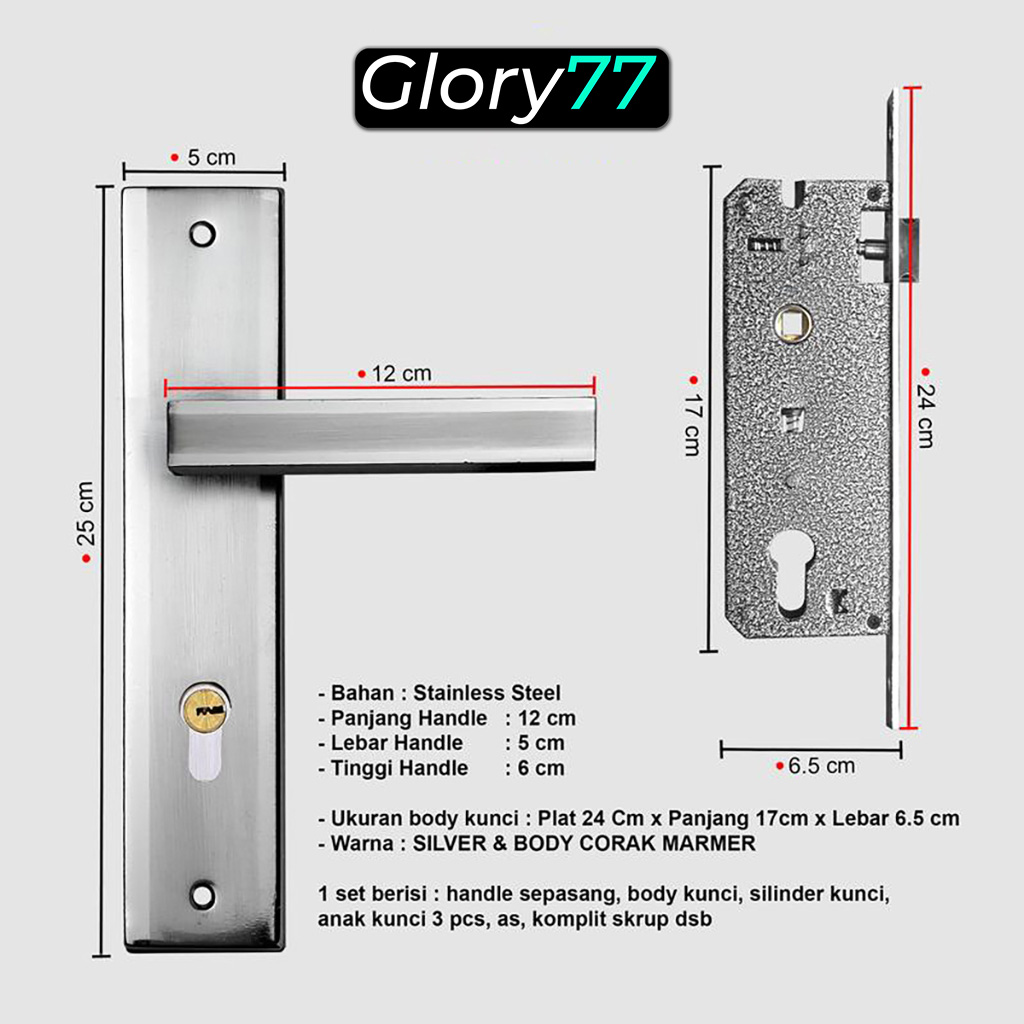 Glory77
• 5 cm
• 12 cm
• 25 cm
• 17 cm
• 24 cm
• 6.5 cm
- Bahan : Stainless Steel
- Panjang Handle : 12 cm
- Lebar Handle : 5 cm
- Tinggi Handle : 6 cm
- Ukuran body kunci : Plat 24 Cm x Panjang 17cm x Lebar 6.5 cm
- Warna : SILVER & BODY CORAK MARMER
1 set berisi : handle sepasang, body kunci, silinder kunci,
anak kunci 3 pcs, as, komplit skrup dsb